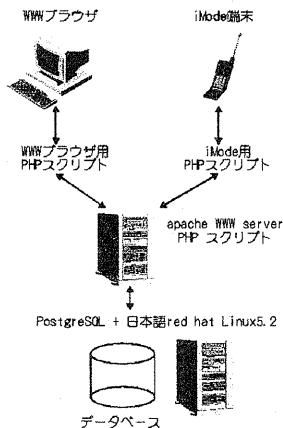 WWWブラウザ
iMode端末
WWWブラウザ用
PHPスクリプト
iMode用
PHPスクリプト
apache WWW server
PHP スクリプト
PostgreSQL + 日本語red hat Linux5.2
データベース